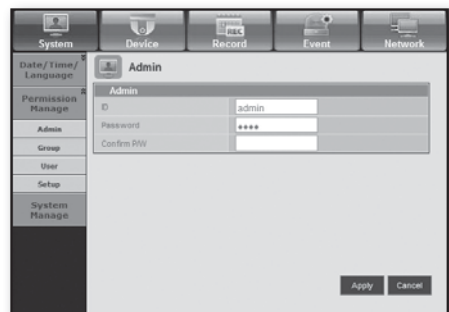 System Device Record Event Network
REC
Date/Time/
Language
Permission
Manage
Admin
Group
User
Setup
System
Manage
Admin
Admin
ID admin
Password ****
Confirm P/W
Apply Cancel